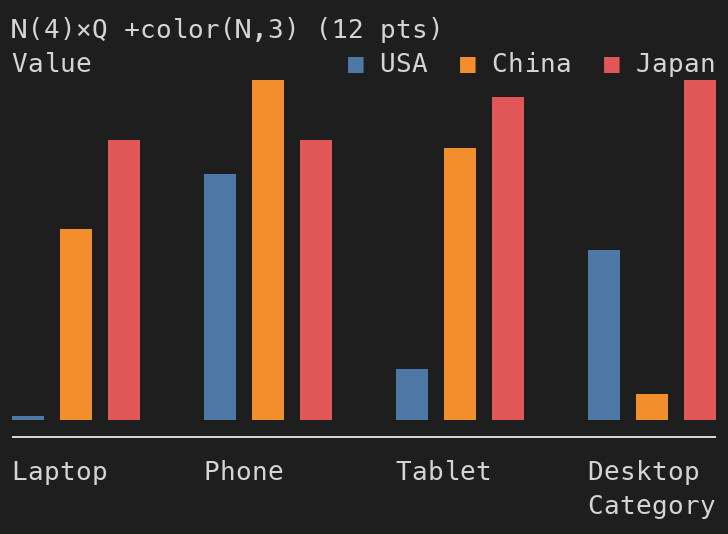 N(4)×Q +color(N,3) (12 pts)
Value USA China Japan
Laptop Phone Tablet Desktop
Category